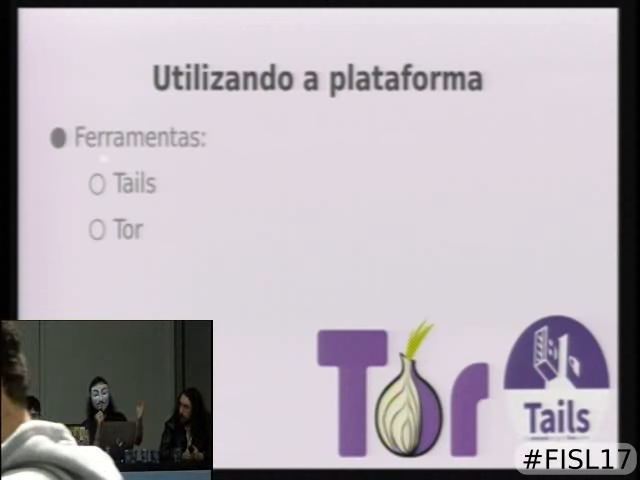 Utilizando a plataforma
Ferramentas:
Tails
Tor
Tor
Tails
#FISL17